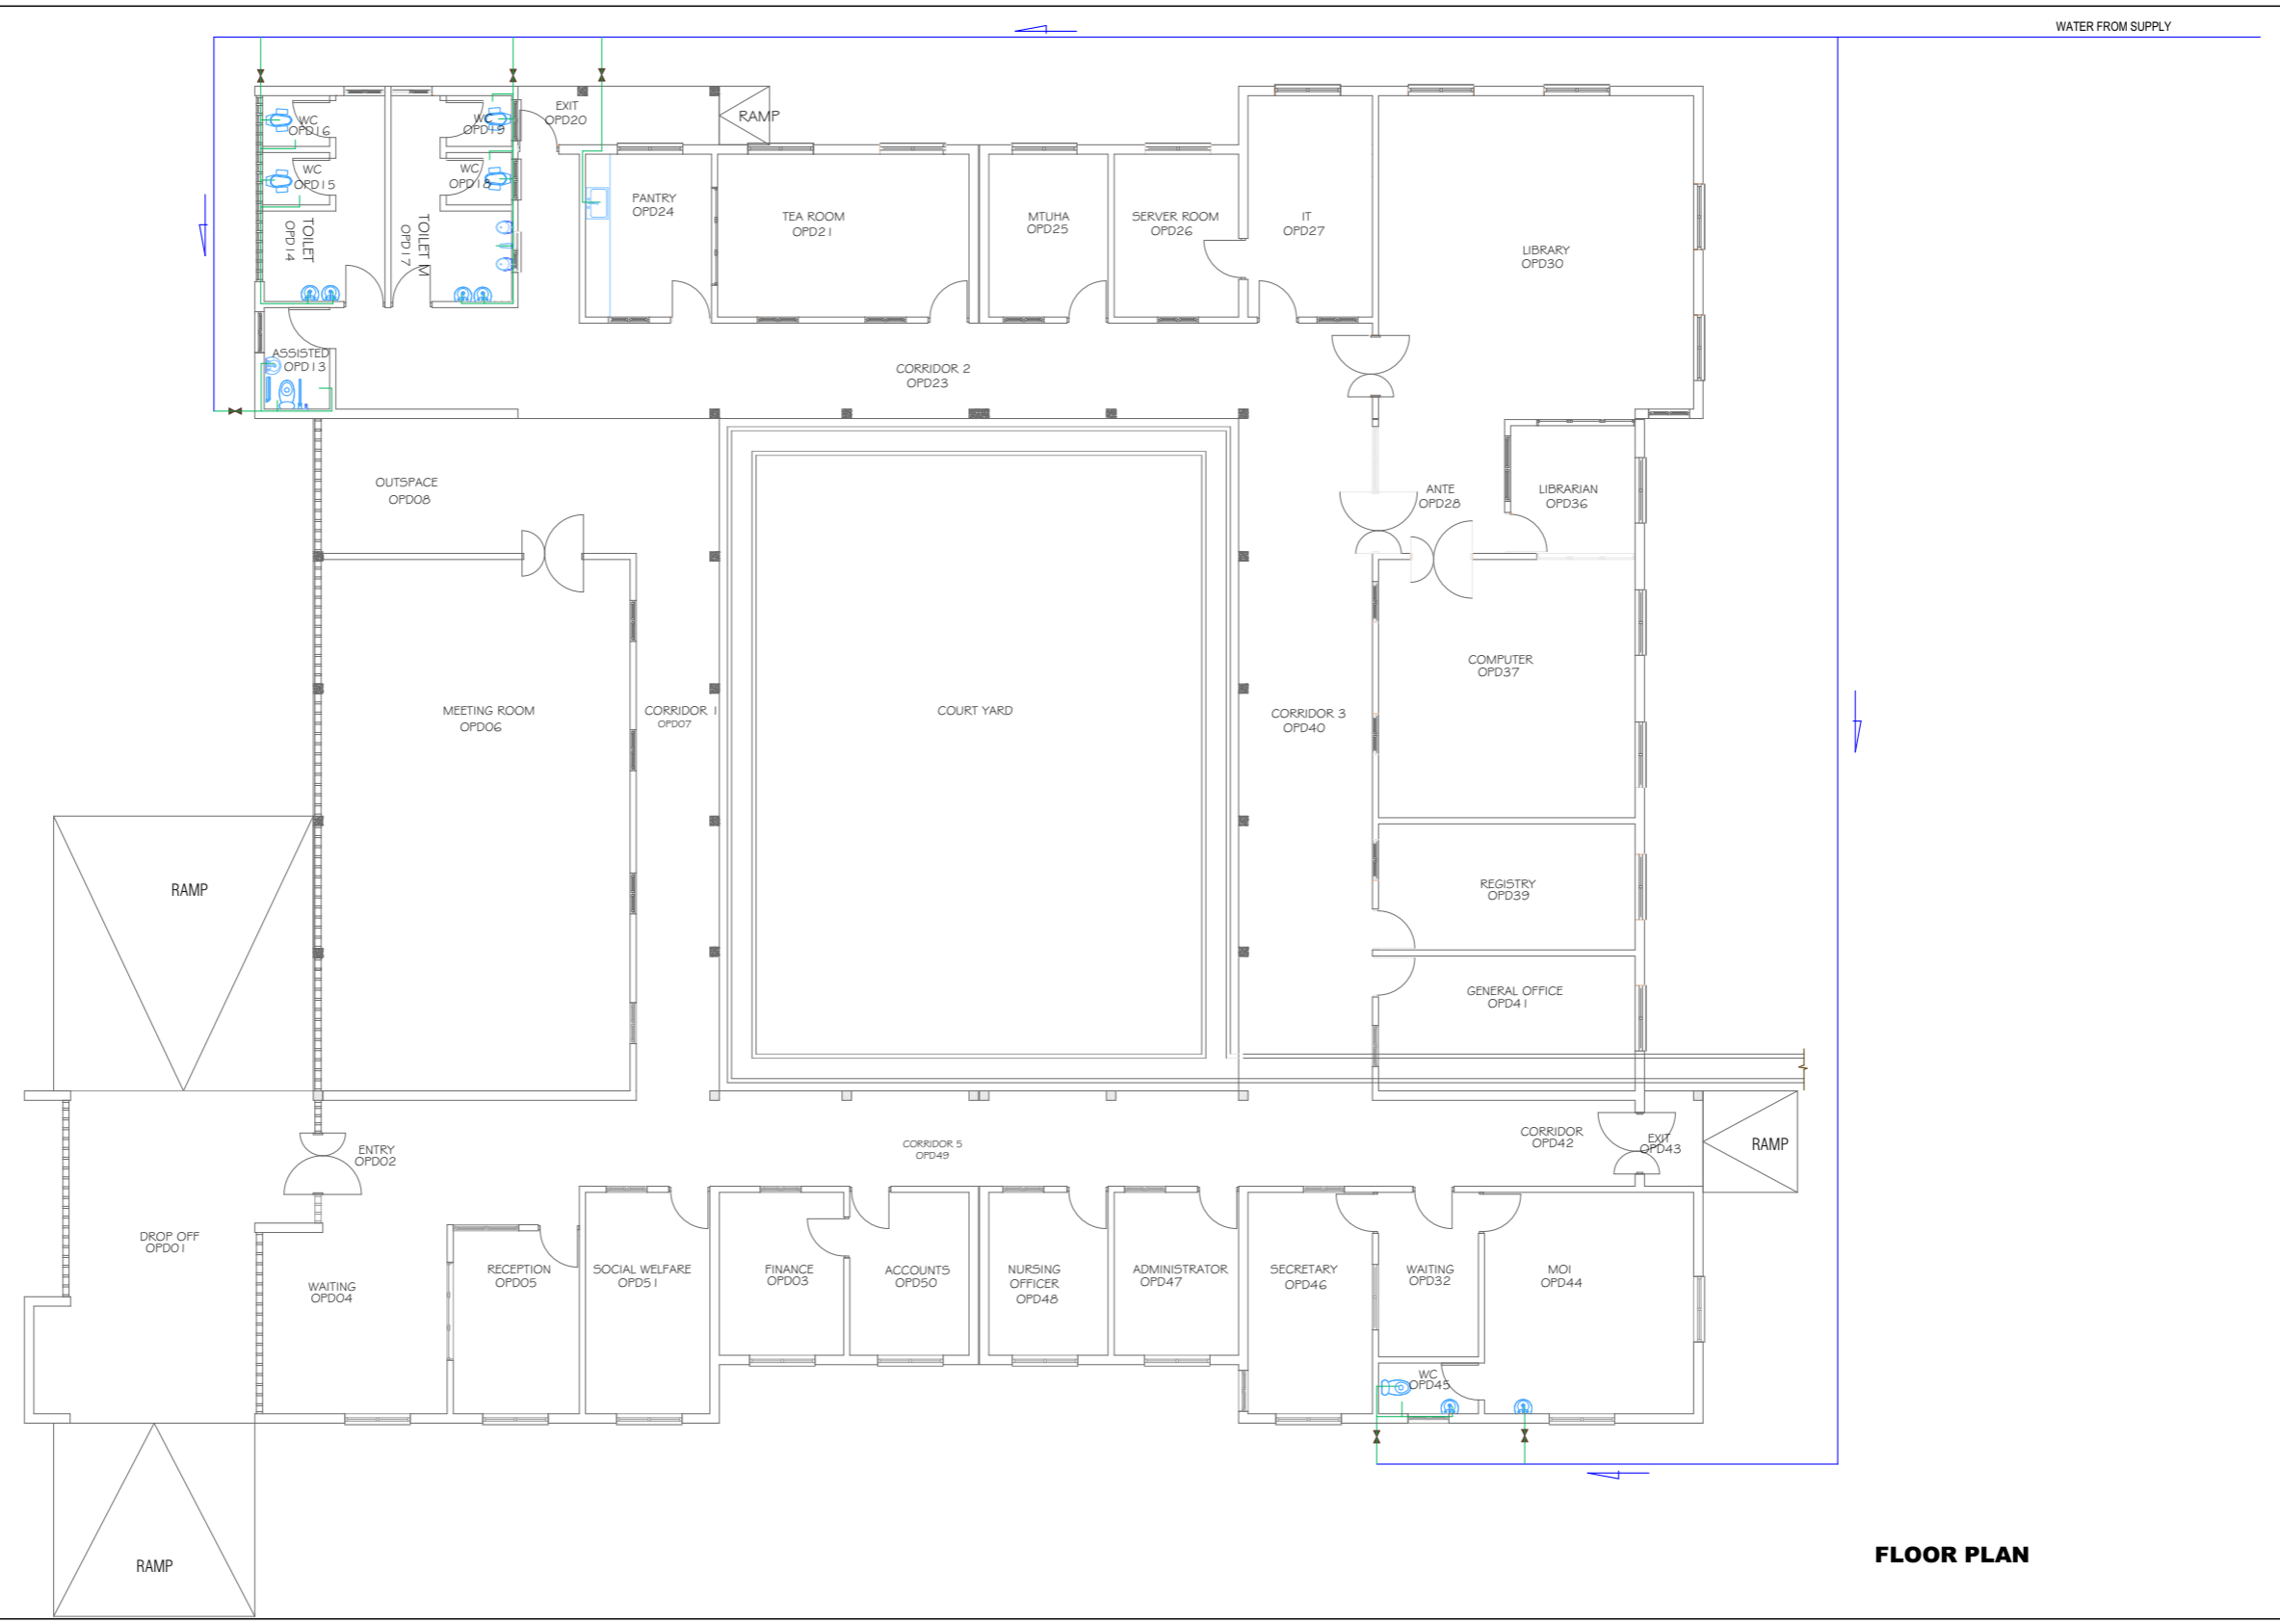 WATER FROM SUPPLY
EXIT
OPD20
RAMP
WC
OPD16
WC
OPD19
WC
OPD15
WC
OPD18
TOILET
OPD14
TOILET M
OPD17
PANTRY
OPD24
TEA ROOM
OPD21
MTUHA
OPD25
SERVER ROOM
OPD26
IT
OPD27
LIBRARY
OPD30
ASSISTED
OPD13
CORRIDOR 2
OPD23
OUTSPACE
OPD08
ANTE
OPD28
LIBRARIAN
OPD36
COMPUTER
OPD37
MEETING ROOM
OPD06
CORRIDOR 1
OPD07
COURT YARD
CORRIDOR 3
OPD40
RAMP
REGISTRY
OPD39
GENERAL OFFICE
OPD41
ENTRY
OPD02
CORRIDOR 5
OPD49
CORRIDOR
OPD42
EXIT
OPD43
RAMP
DROP OFF
OPD01
WAITING
OPD04
RECEPTION
OPD05
SOCIAL WELFARE
OPD51
FINANCE
OPD03
ACCOUNTS
OPD50
NURSING
OFFICER
OPD48
ADMINISTRATOR
OPD47
SECRETARY
OPD46
WAITING
OPD32
MOI
OPD44
WC
OPD45
RAMP
FLOOR PLAN